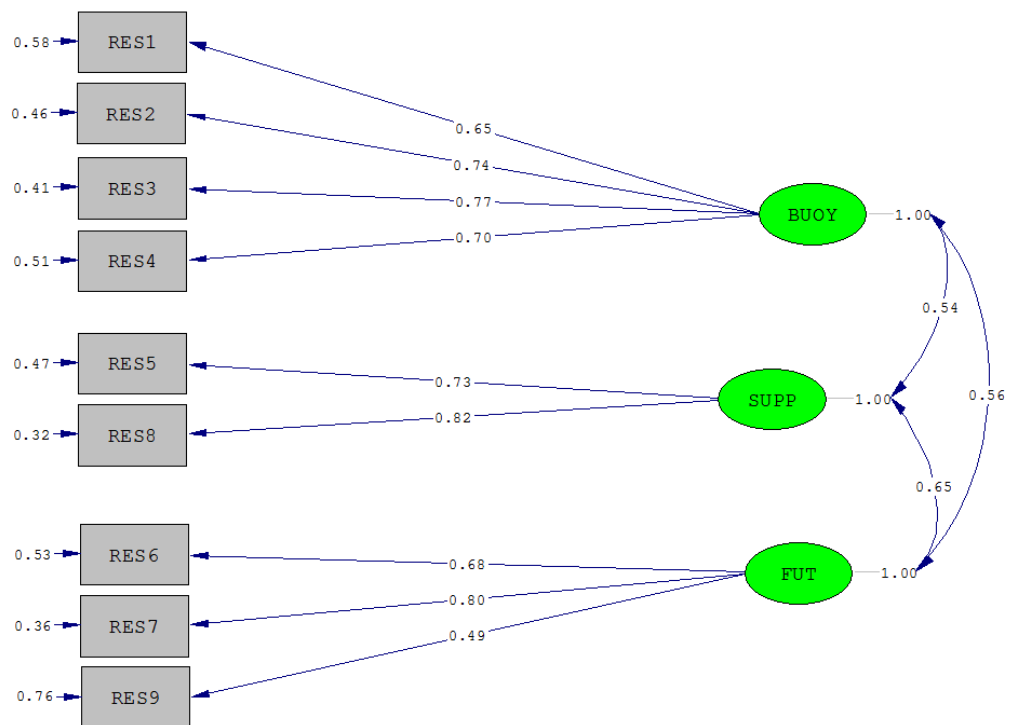 0.58 RES1
0.46 RES2
0.41 RES3
0.51 RES4
0.47 RES5
0.32 RES8
0.53 RES6
0.36 RES7
0.76 RES9
0.65
0.74
0.77
0.70
0.73
0.82
0.68
0.80
0.49
BUOY 1.00
SUPP 1.00
FUT 1.00
0.54
0.56
0.65